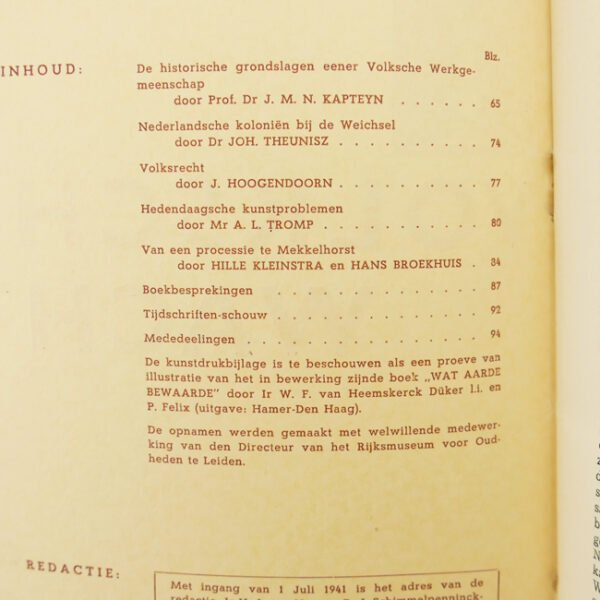 Blz.
INHOUD:
De historische grondslagen eener Volksche Werkge-
meenschap
door Prof. Dr J. M. N. KAPTEYN . . . . . . 65
Nederlandsche koloniën bij de Weichsel
door Dr JOH. THEUNISZ . . . . . . . . . . 74
Volksrecht
door J. HOOGENDOORN . . . . . . . . . . 77
Hedendaagsche kunstproblemen
door Mr A. L. TROMP . . . . . . . . . . . 80
Van een processie te Mekkelhorst
door HILLE KLEINSTRA en HANS BROEKHUIS . 84
Boekbesprekingen . . . . . . . . . . . . 87
Tijdschriften-schouw . . . . . . . . . . . . . 92
Mededeelingen . . . . . . . . . . . . . . . 94
De kunstdrukbijlage is te beschouwen als een proeve van
illustratie van het in bewerking zijnde boek „WAT AARDE
BEWAARDE" door Ir W. F. van Heemskerck Düker l.i. en
P. Felix (uitgave: Hamer-Den Haag).
De opnamen werden gemaakt met welwillende medewer-
king van den Directeur van het Rijksmuseum voor Oud-
heden te Leiden.
REDACTIE:
Met ingang van 1 Juli 1941 is het adres van de